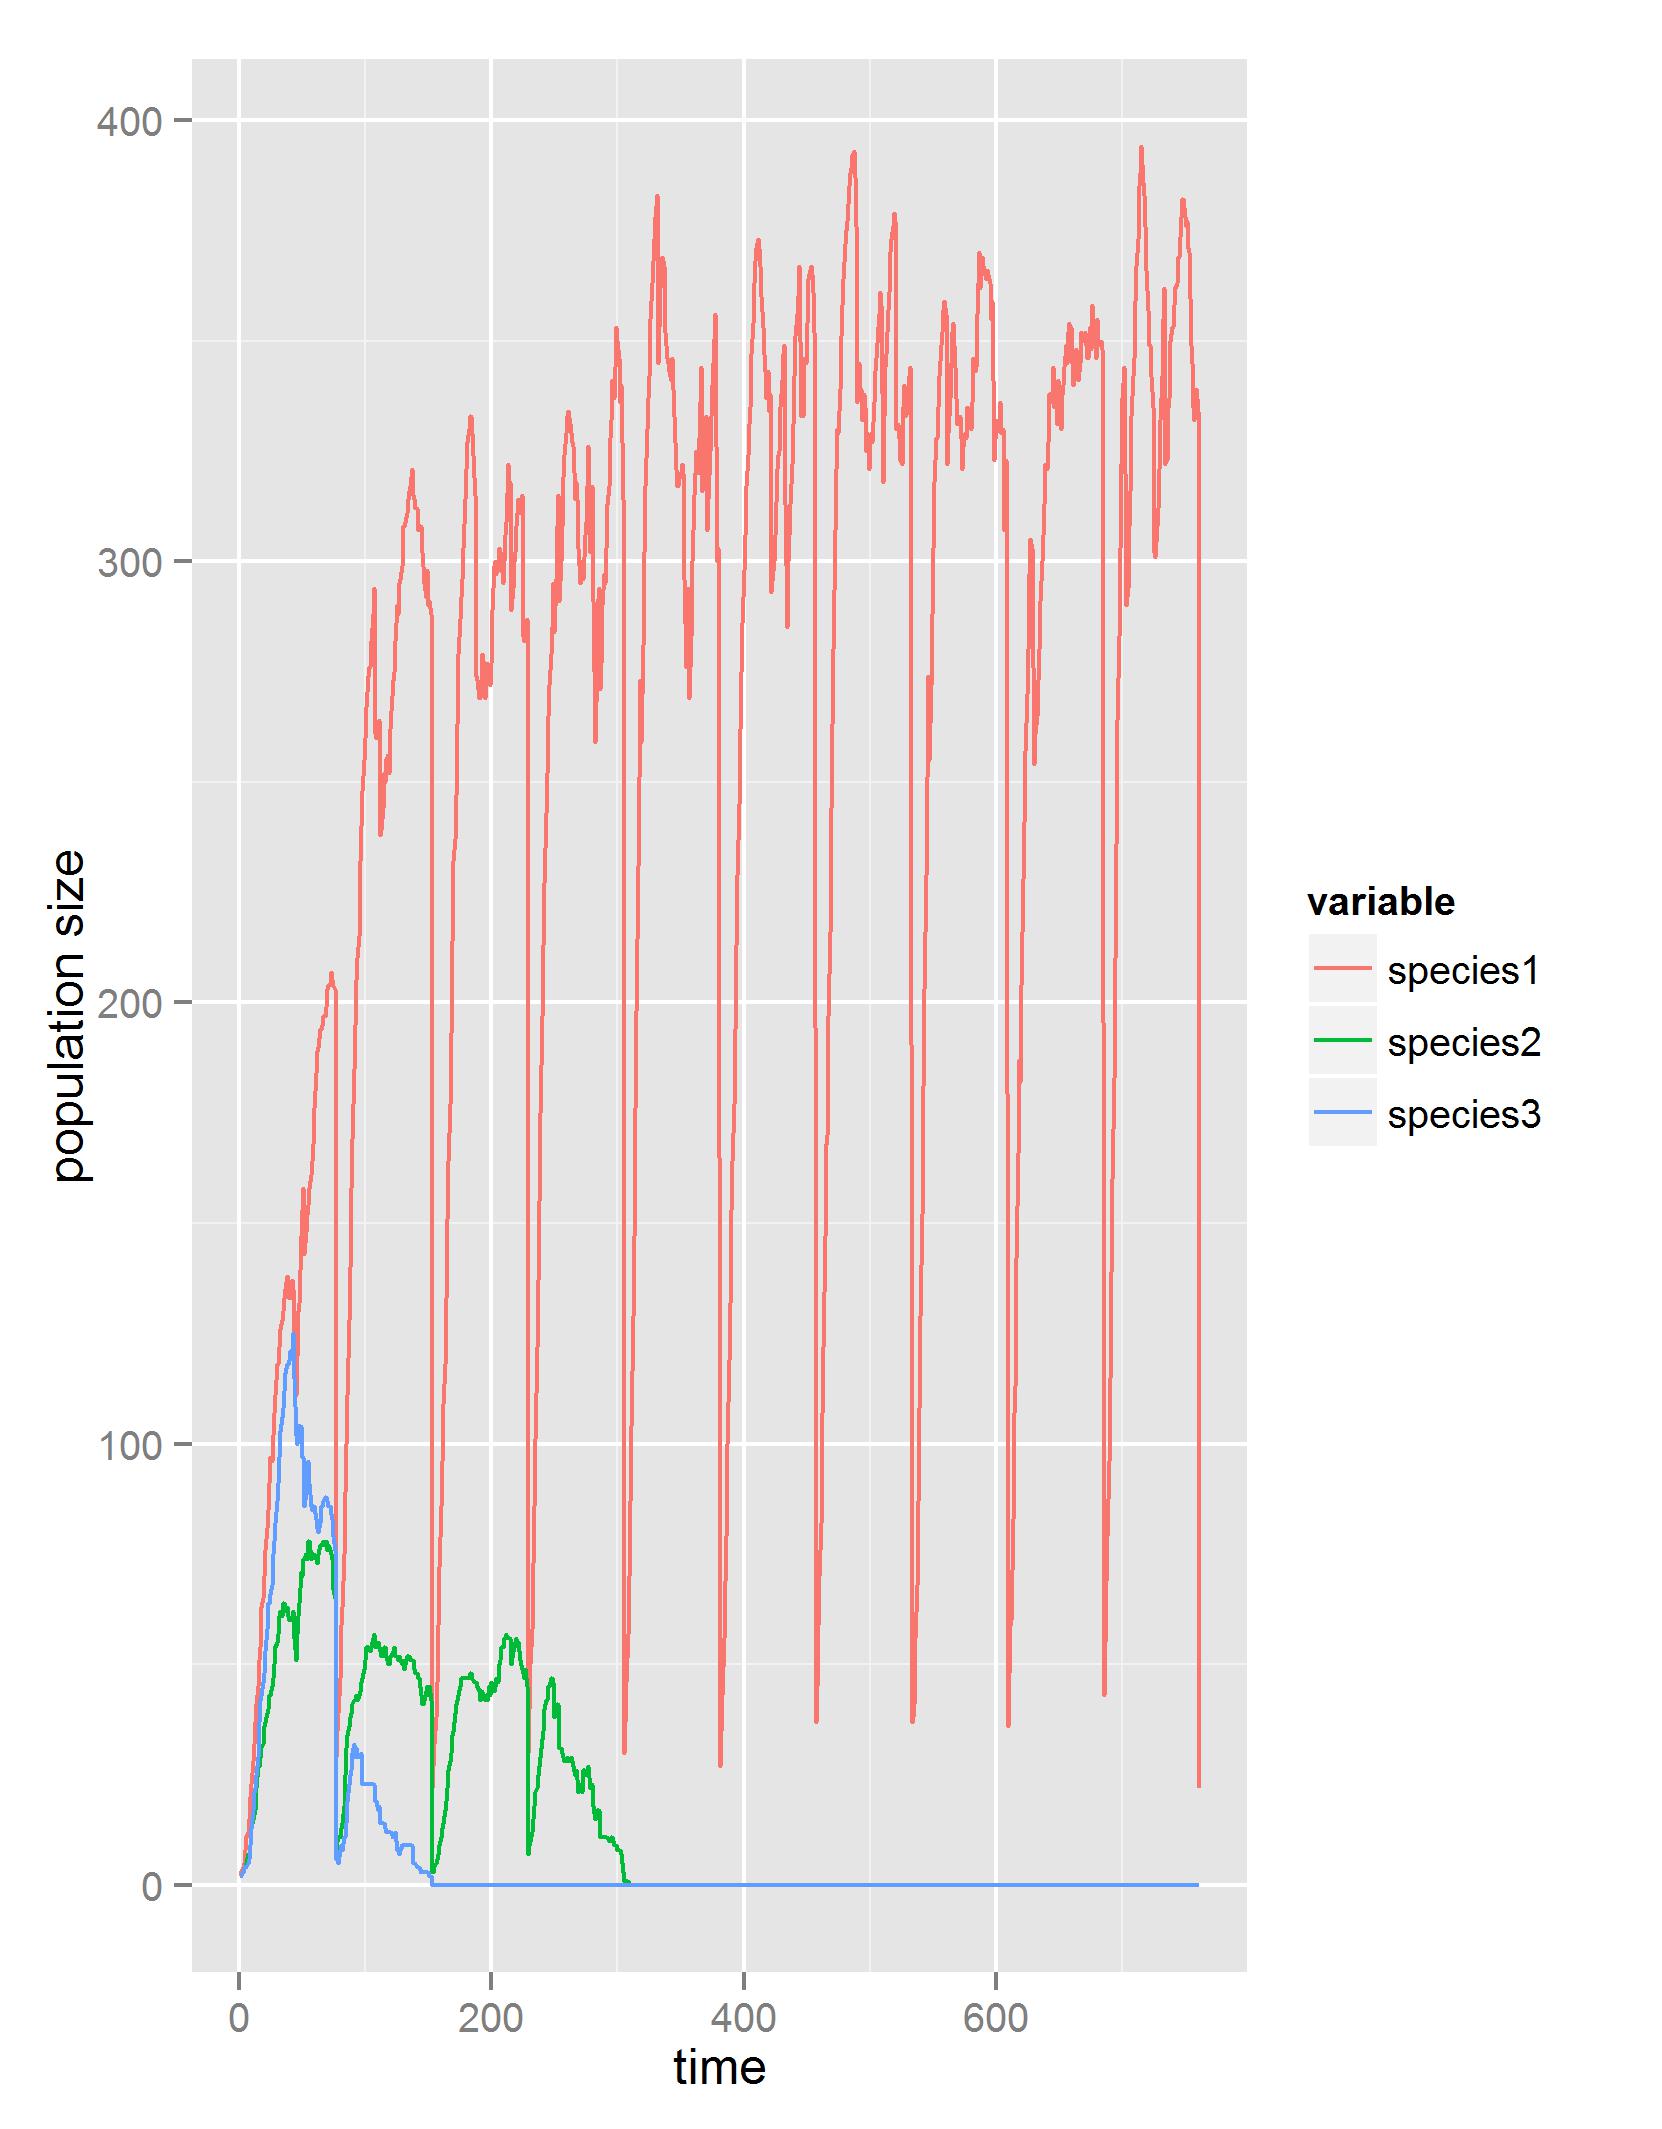 400
300
200
100
0
population size
0 200 400 600
time
variable
species1
species2
species3